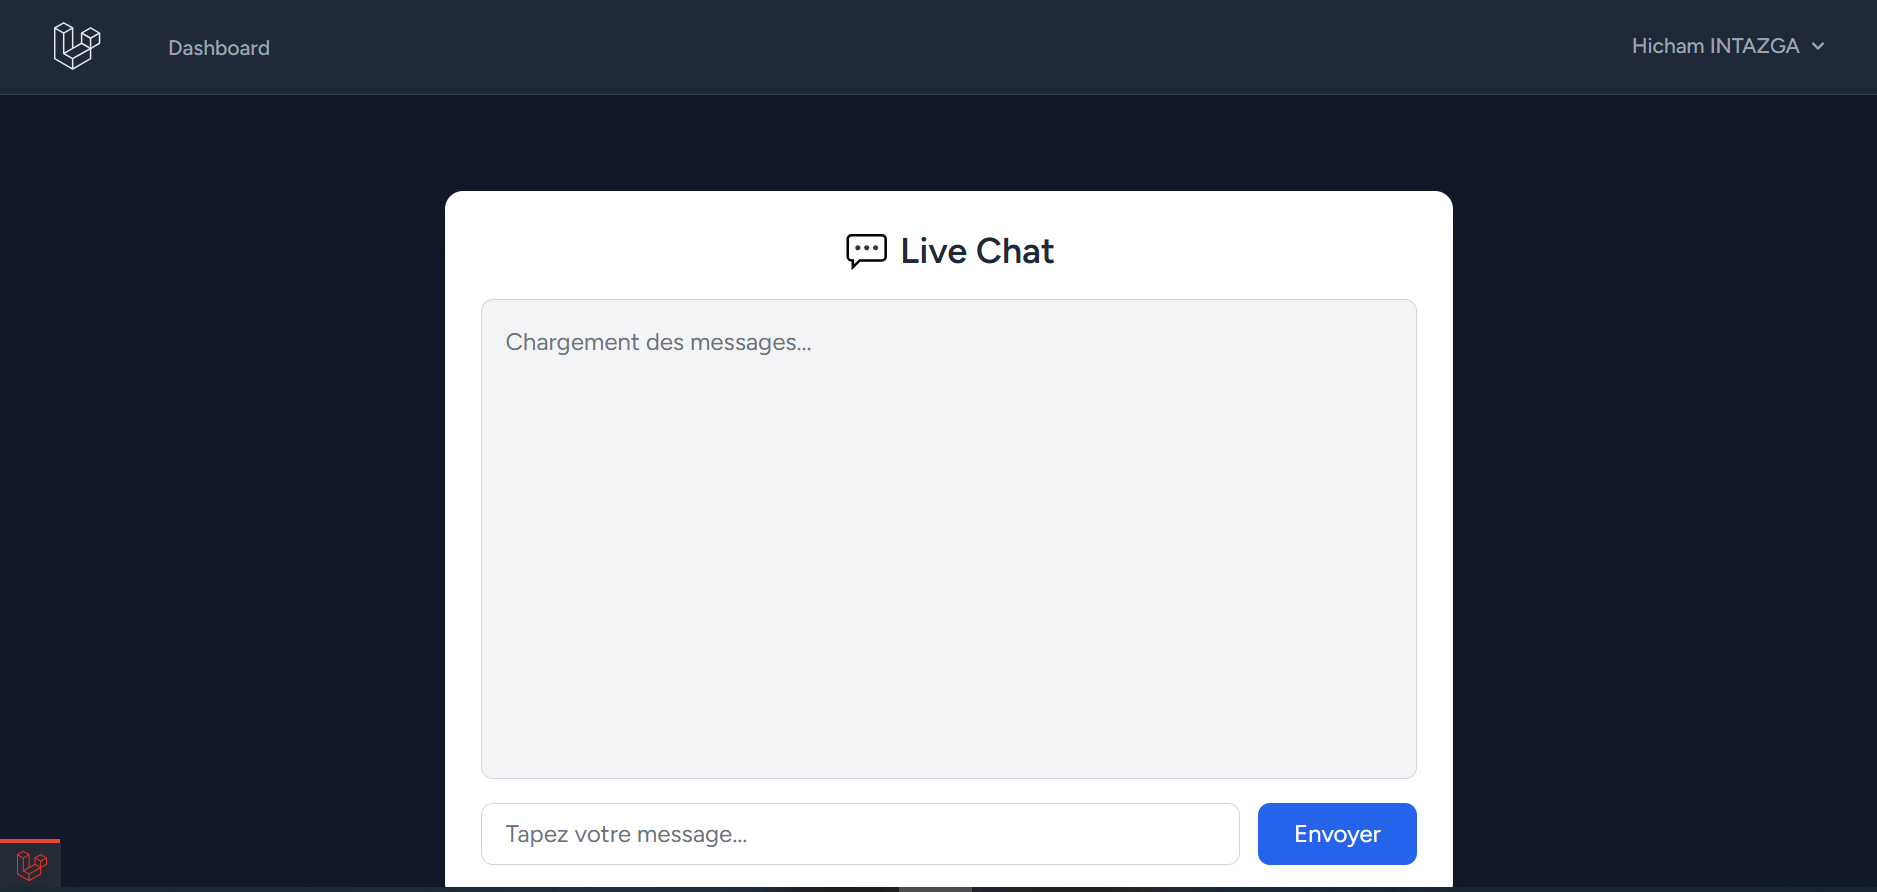 Dashboard
Hicham INTAZGA
Live Chat
Chargement des messages...
Tapez votre message...
Envoyer